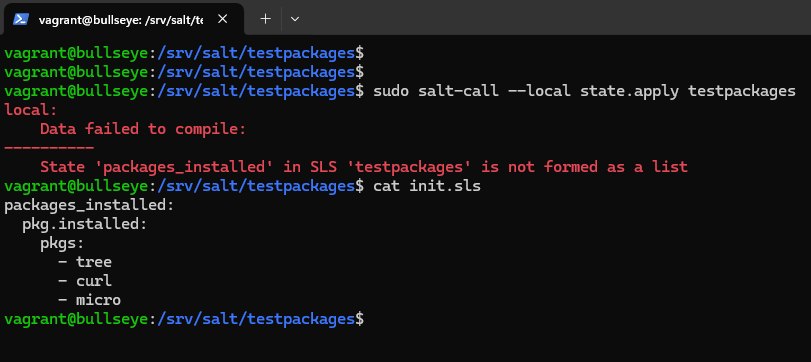 vagrant@bullseye: /srv/salt/te
vagrant@bullseye:/srv/salt/testpackages$
vagrant@bullseye:/srv/salt/testpackages$
vagrant@bullseye:/srv/salt/testpackages$ sudo salt-call --local state.apply testpackages
local:
    Data failed to compile:
----------
    State 'packages_installed' in SLS 'testpackages' is not formed as a list
vagrant@bullseye:/srv/salt/testpackages$ cat init.sls
packages_installed:
  pkg.installed:
    pkgs:
      - tree
      - curl
      - micro
vagrant@bullseye:/srv/salt/testpackages$